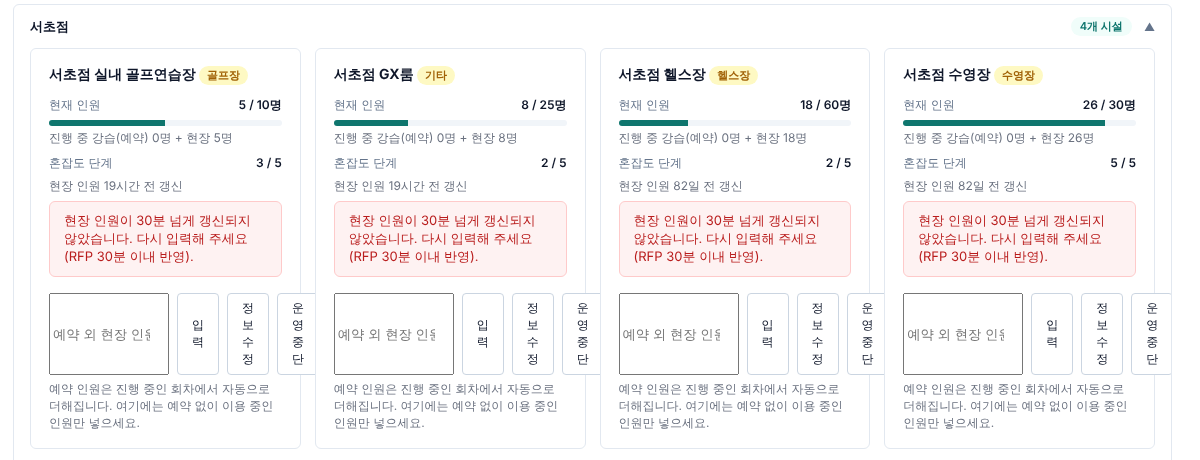 서초점
4개 시설 ▲
서초점 실내 골프연습장 골프장
현재 인원 5 / 10명
진행 중 강습(예약) 0명 + 현장 5명
혼잡도 단계 3 / 5
현장 인원 19시간 전 갱신
현장 인원이 30분 넘게 갱신되지
않았습니다. 다시 입력해 주세요
(RFP 30분 이내 반영).
예약 외 현장 인원
입력
정보수정
운영중단
예약 인원은 진행 중인 회차에서 자동으로
더해집니다. 여기에는 예약 없이 이용 중인
인원만 넣으세요.
서초점 GX룸 기타
현재 인원 8 / 25명
진행 중 강습(예약) 0명 + 현장 8명
혼잡도 단계 2 / 5
현장 인원 19시간 전 갱신
현장 인원이 30분 넘게 갱신되지
않았습니다. 다시 입력해 주세요
(RFP 30분 이내 반영).
예약 외 현장 인원
입력
정보수정
운영중단
예약 인원은 진행 중인 회차에서 자동으로
더해집니다. 여기에는 예약 없이 이용 중인
인원만 넣으세요.
서초점 헬스장 헬스장
현재 인원 18 / 60명
진행 중 강습(예약) 0명 + 현장 18명
혼잡도 단계 2 / 5
현장 인원 82일 전 갱신
현장 인원이 30분 넘게 갱신되지
않았습니다. 다시 입력해 주세요
(RFP 30분 이내 반영).
예약 외 현장 인원
입력
정보수정
운영중단
예약 인원은 진행 중인 회차에서 자동으로
더해집니다. 여기에는 예약 없이 이용 중인
인원만 넣으세요.
서초점 수영장 수영장
현재 인원 26 / 30명
진행 중 강습(예약) 0명 + 현장 26명
혼잡도 단계 5 / 5
현장 인원 82일 전 갱신
현장 인원이 30분 넘게 갱신되지
않았습니다. 다시 입력해 주세요
(RFP 30분 이내 반영).
예약 외 현장 인원
입력
정보수정
운영중단
예약 인원은 진행 중인 회차에서 자동으로
더해집니다. 여기에는 예약 없이 이용 중인
인원만 넣으세요.